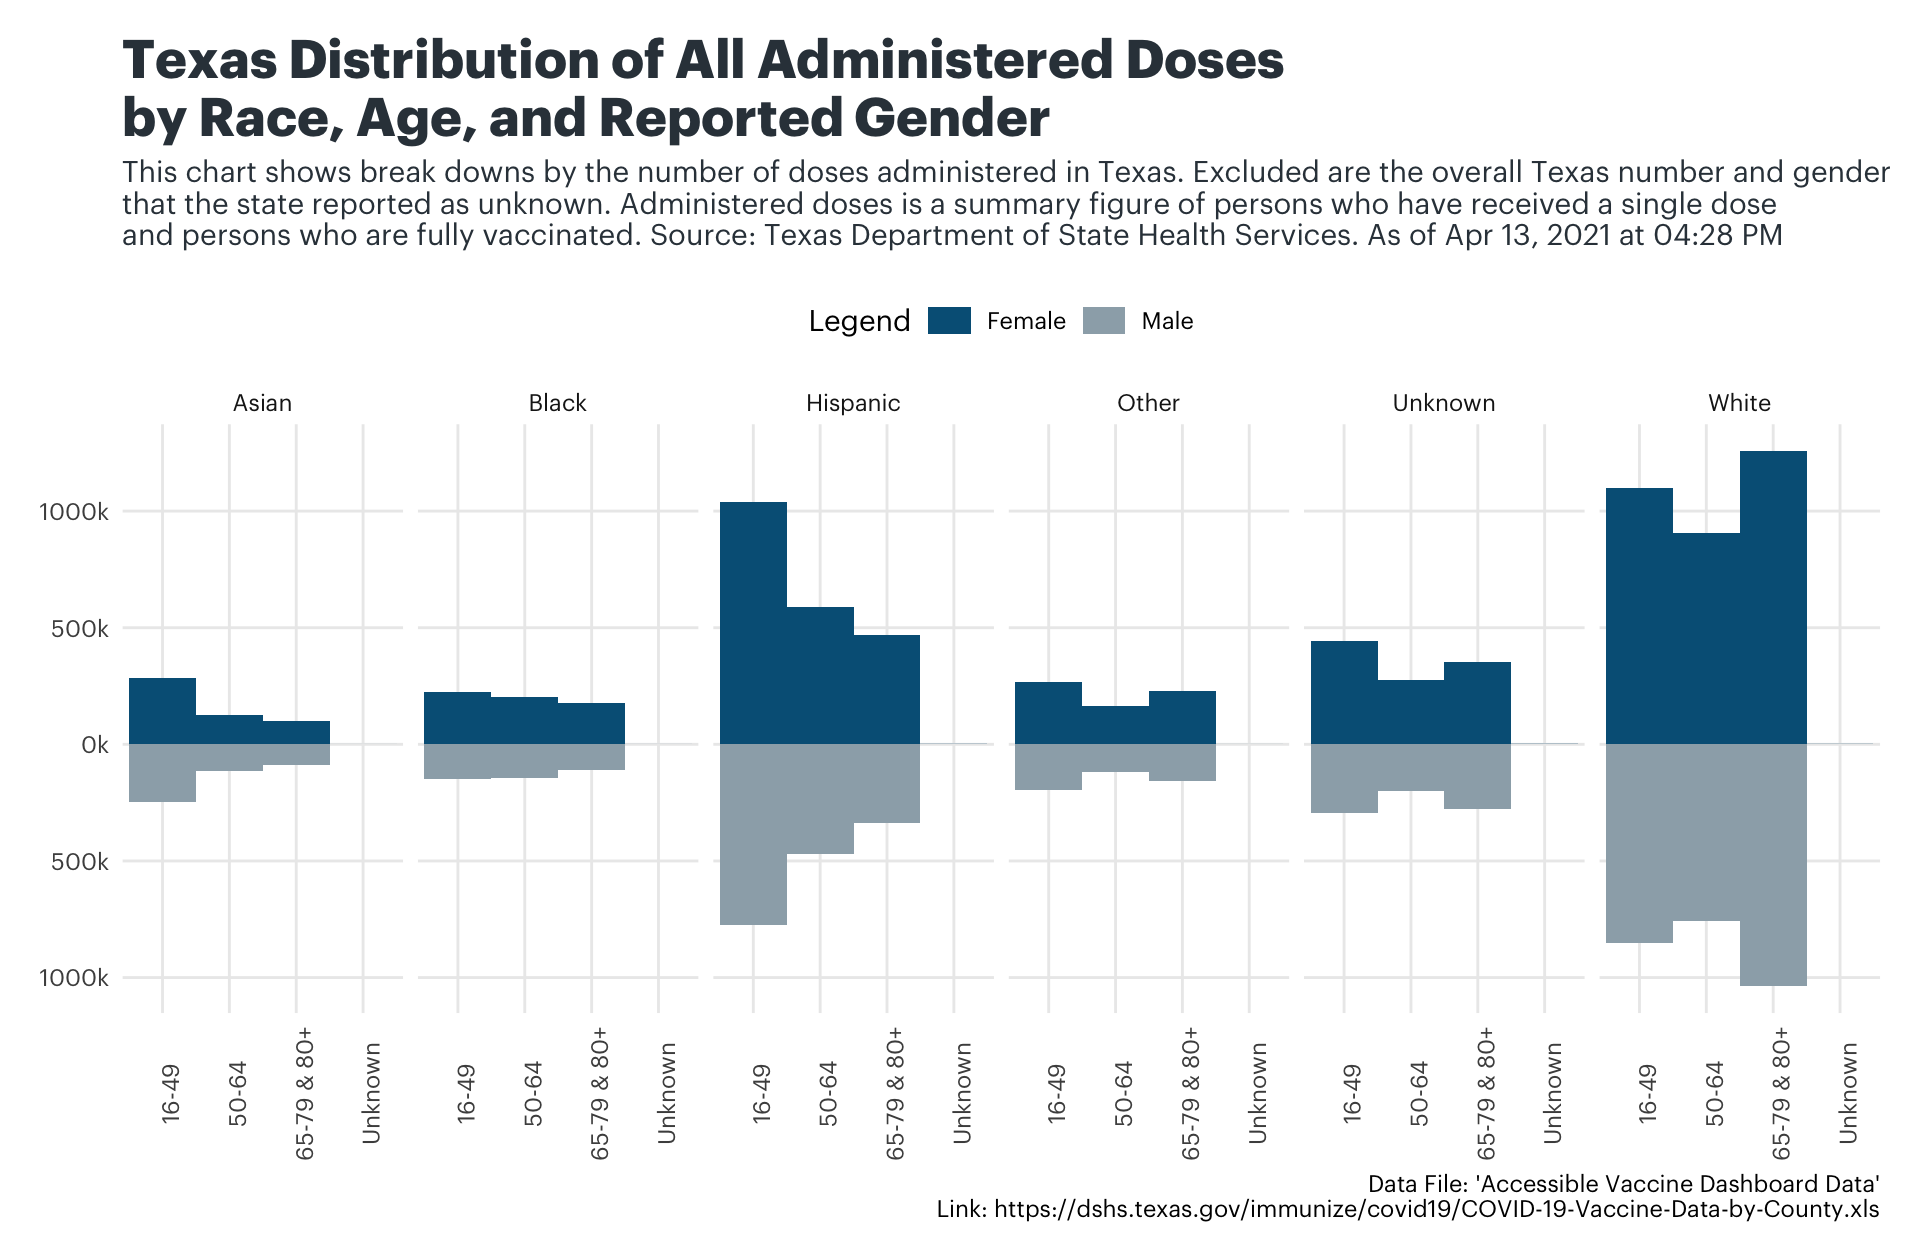 Texas Distribution of All Administered Doses
by Race, Age, and Reported Gender
This chart shows break downs by the number of doses administered in Texas. Excluded are the overall Texas number and gender
that the state reported as unknown. Administered doses is a summary figure of persons who have received a single dose
and persons who are fully vaccinated. Source: Texas Department of State Health Services. As of Apr 13, 2021 at 04:28 PM
Legend Female Male
Asian Black Hispanic Other Unknown White
1000k
500k
0k
500k
1000k
16-49 50-64 65-79 & 80+ Unknown 16-49 50-64 65-79 & 80+ Unknown 16-49 50-64 65-79 & 80+ Unknown 16-49 50-64 65-79 & 80+ Unknown 16-49 50-64 65-79 & 80+ Unknown 16-49 50-64 65-79 & 80+ Unknown
Data File: 'Accessible Vaccine Dashboard Data'
Link: https://dshs.texas.gov/immunize/covid19/COVID-19-Vaccine-Data-by-County.xls